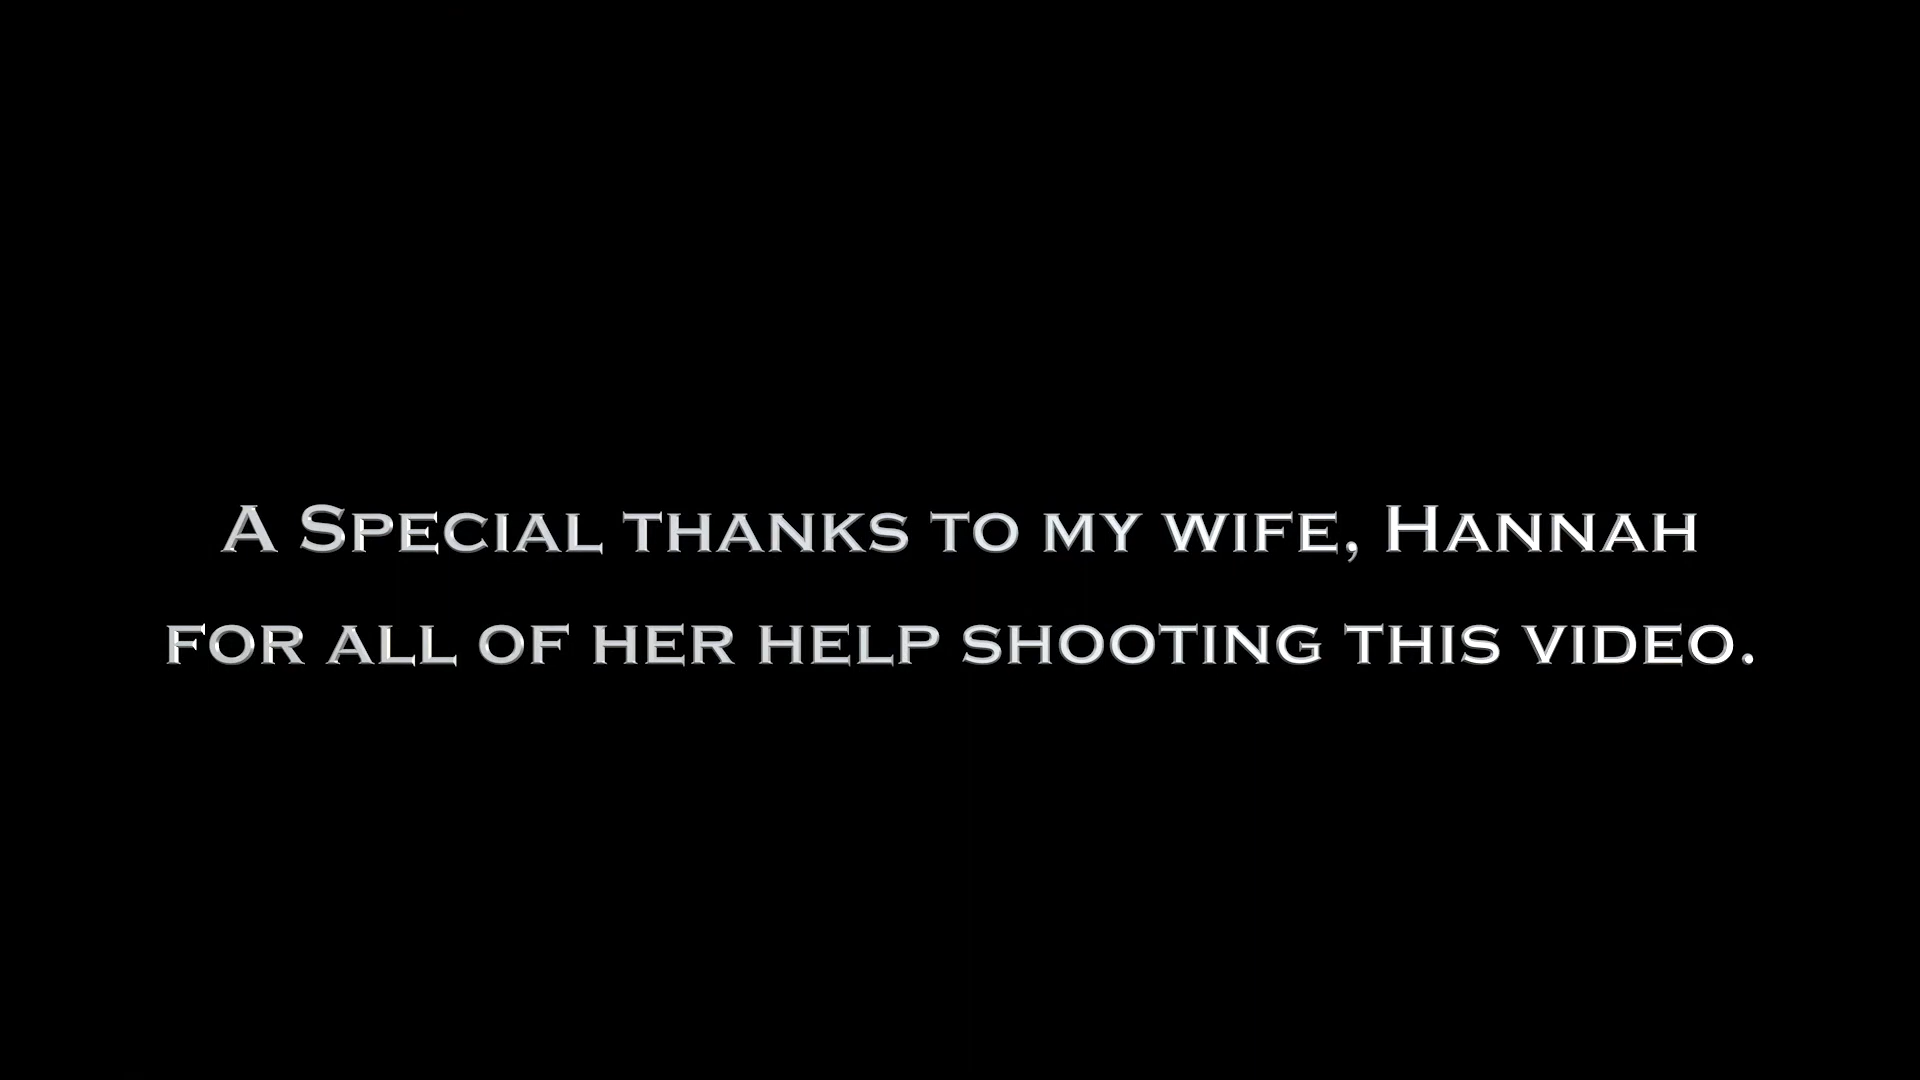 A Special thanks to my wife, Hannah
for all of her help shooting this video.